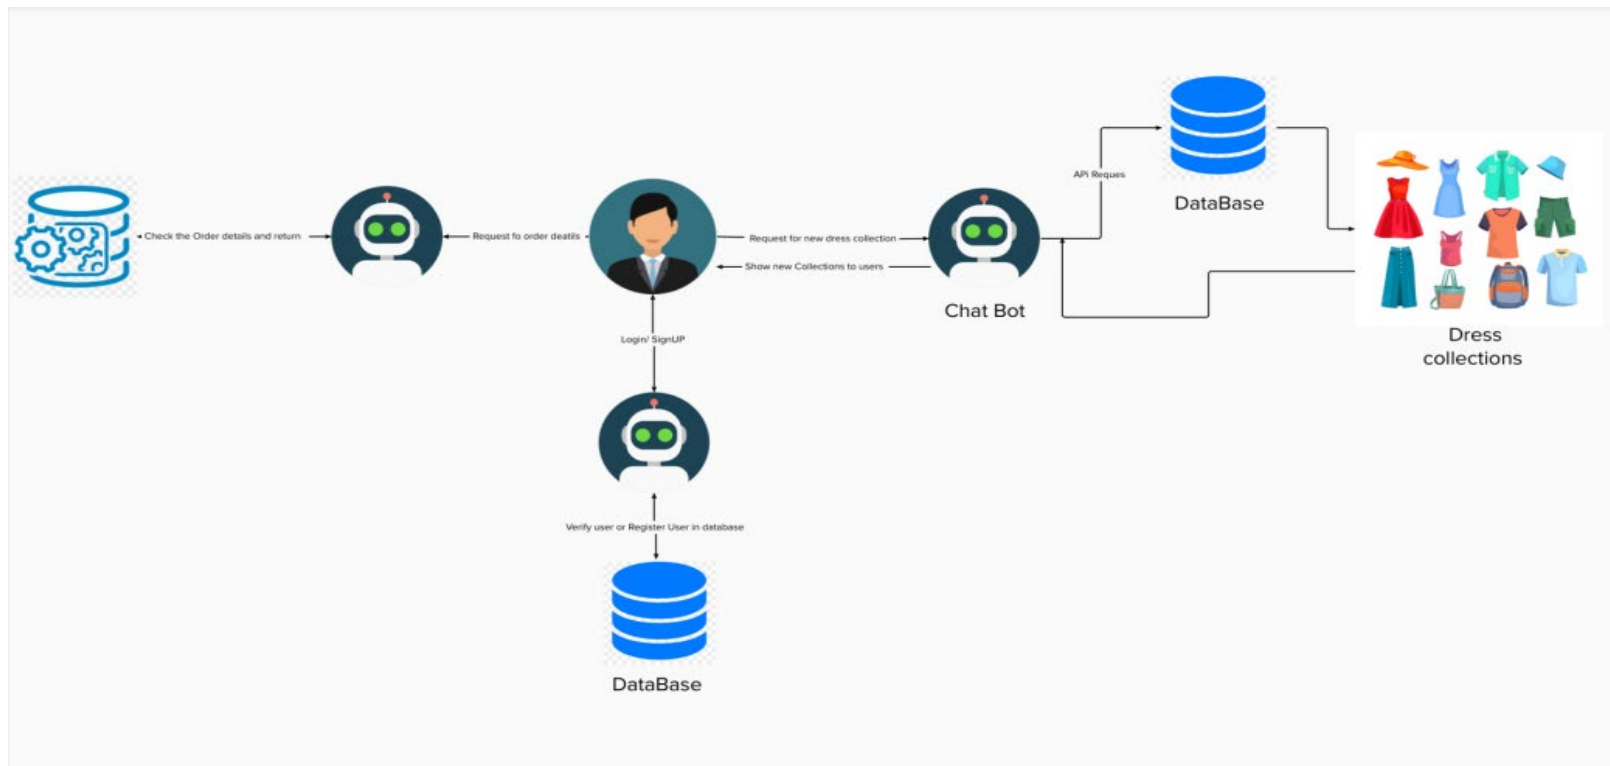 APi Reques
DataBase
Check the Order details and return
Request fo order deatils
Request for new dress collection
Show new Collections to users
Chat Bot
Dress
collections
Login/ SignUP
Verify user or Register User in database
DataBase